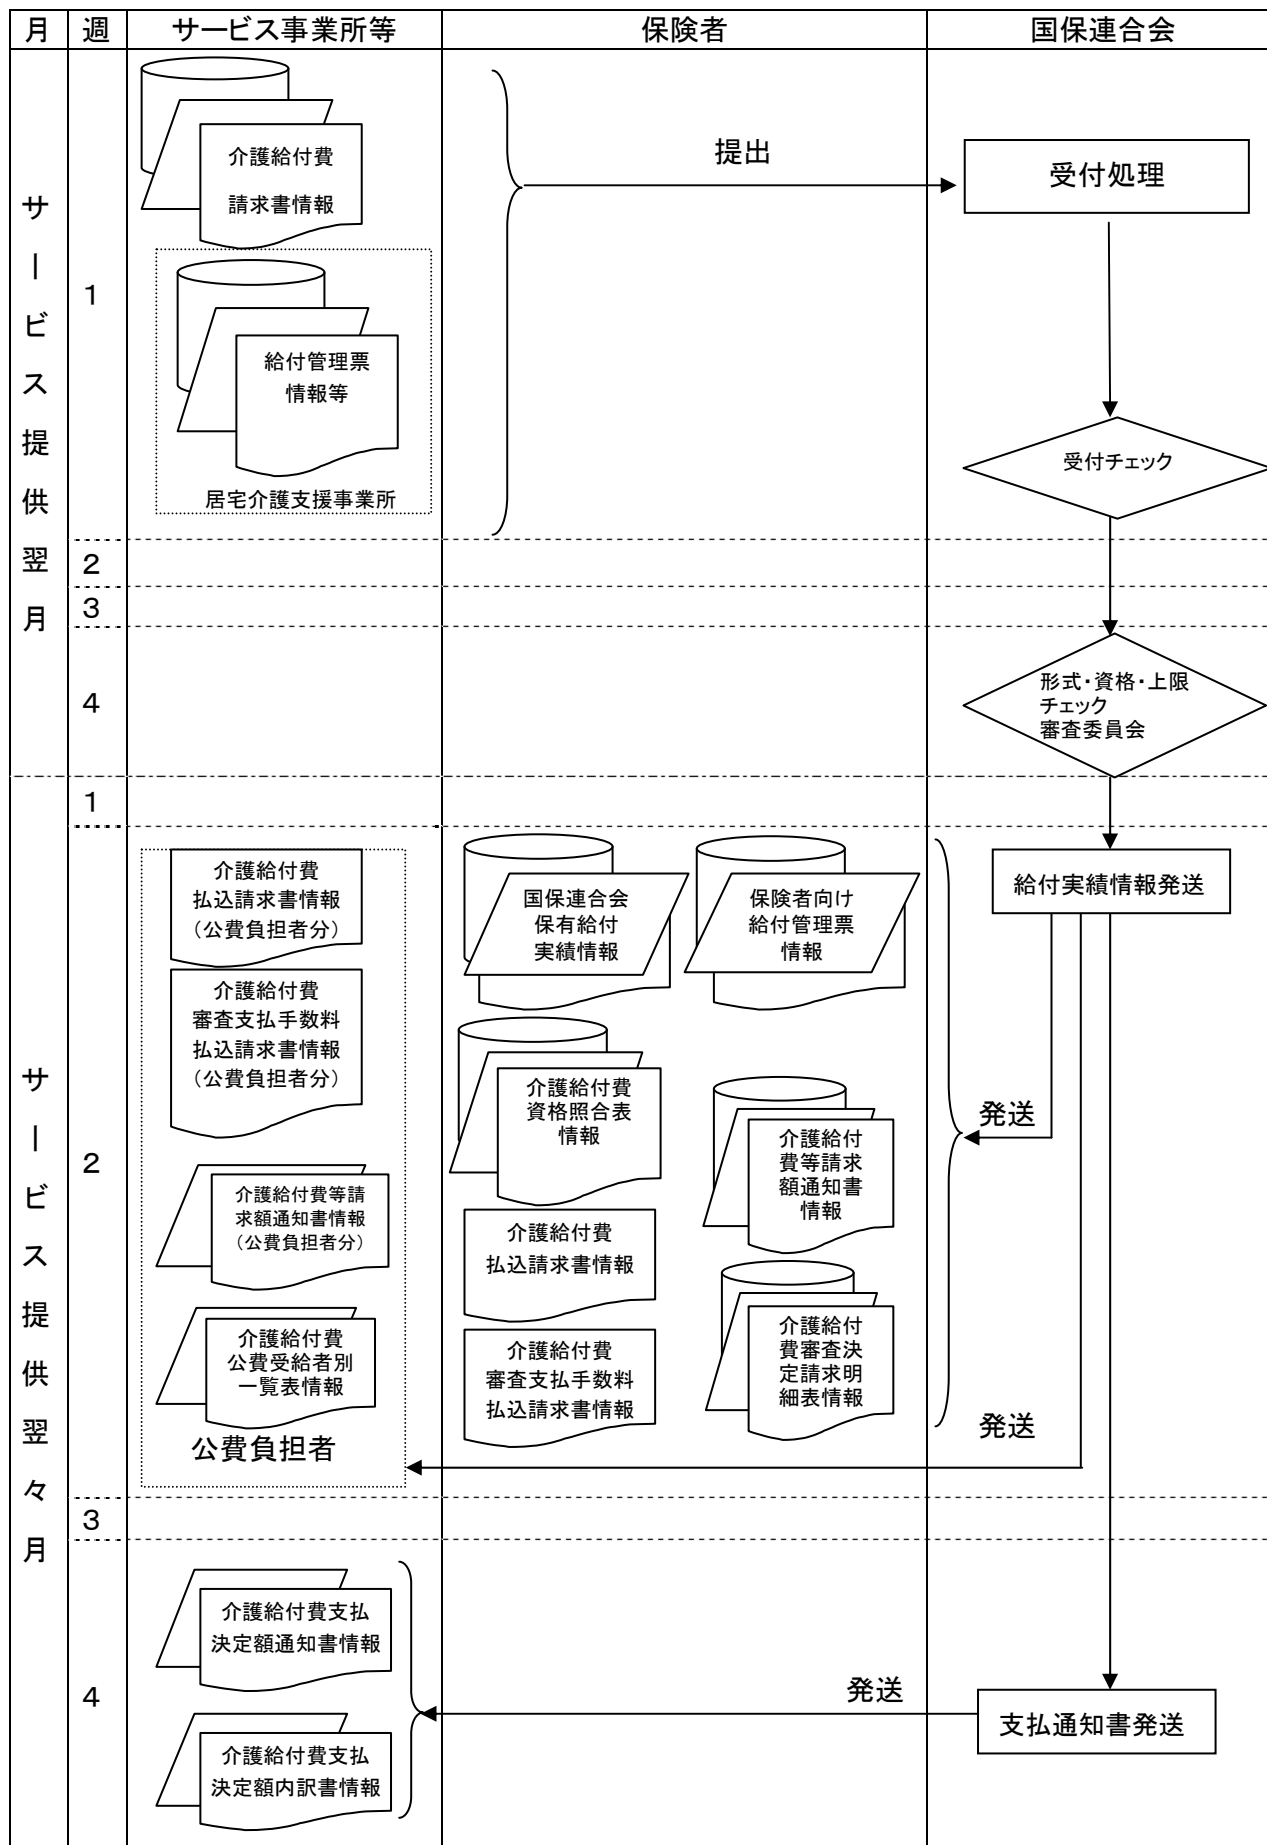 月 週 サービス事業所等 保険者 国保連合会
サービス提供翌月
1
介護給付費
請求書情報
給付管理票
情報等
居宅介護支援事業所
提出
受付処理
受付チェック
2
3
4
形式・資格・上限
チェック
審査委員会
サービス提供翌々月
1
2
介護給付費
払込請求書情報
（公費負担者分）
介護給付費
審査支払手数料
払込請求書情報
（公費負担者分）
介護給付費等請
求額通知書情報
（公費負担者分）
介護給付費
公費受給者別
一覧表情報
公費負担者
国保連合会
保有給付
実績情報
保険者向け
給付管理票
情報
介護給付費
資格照合表
情報
介護給付
費等請求
額通知書
情報
介護給付費
払込請求書情報
介護給付費
審査支払手数料
払込請求書情報
介護給付
費審査決
定請求明
細表情報
給付実績情報発送
発送
発送
3
4
介護給付費支払
決定額通知書情報
介護給付費支払
決定額内訳書情報
発送
支払通知書発送